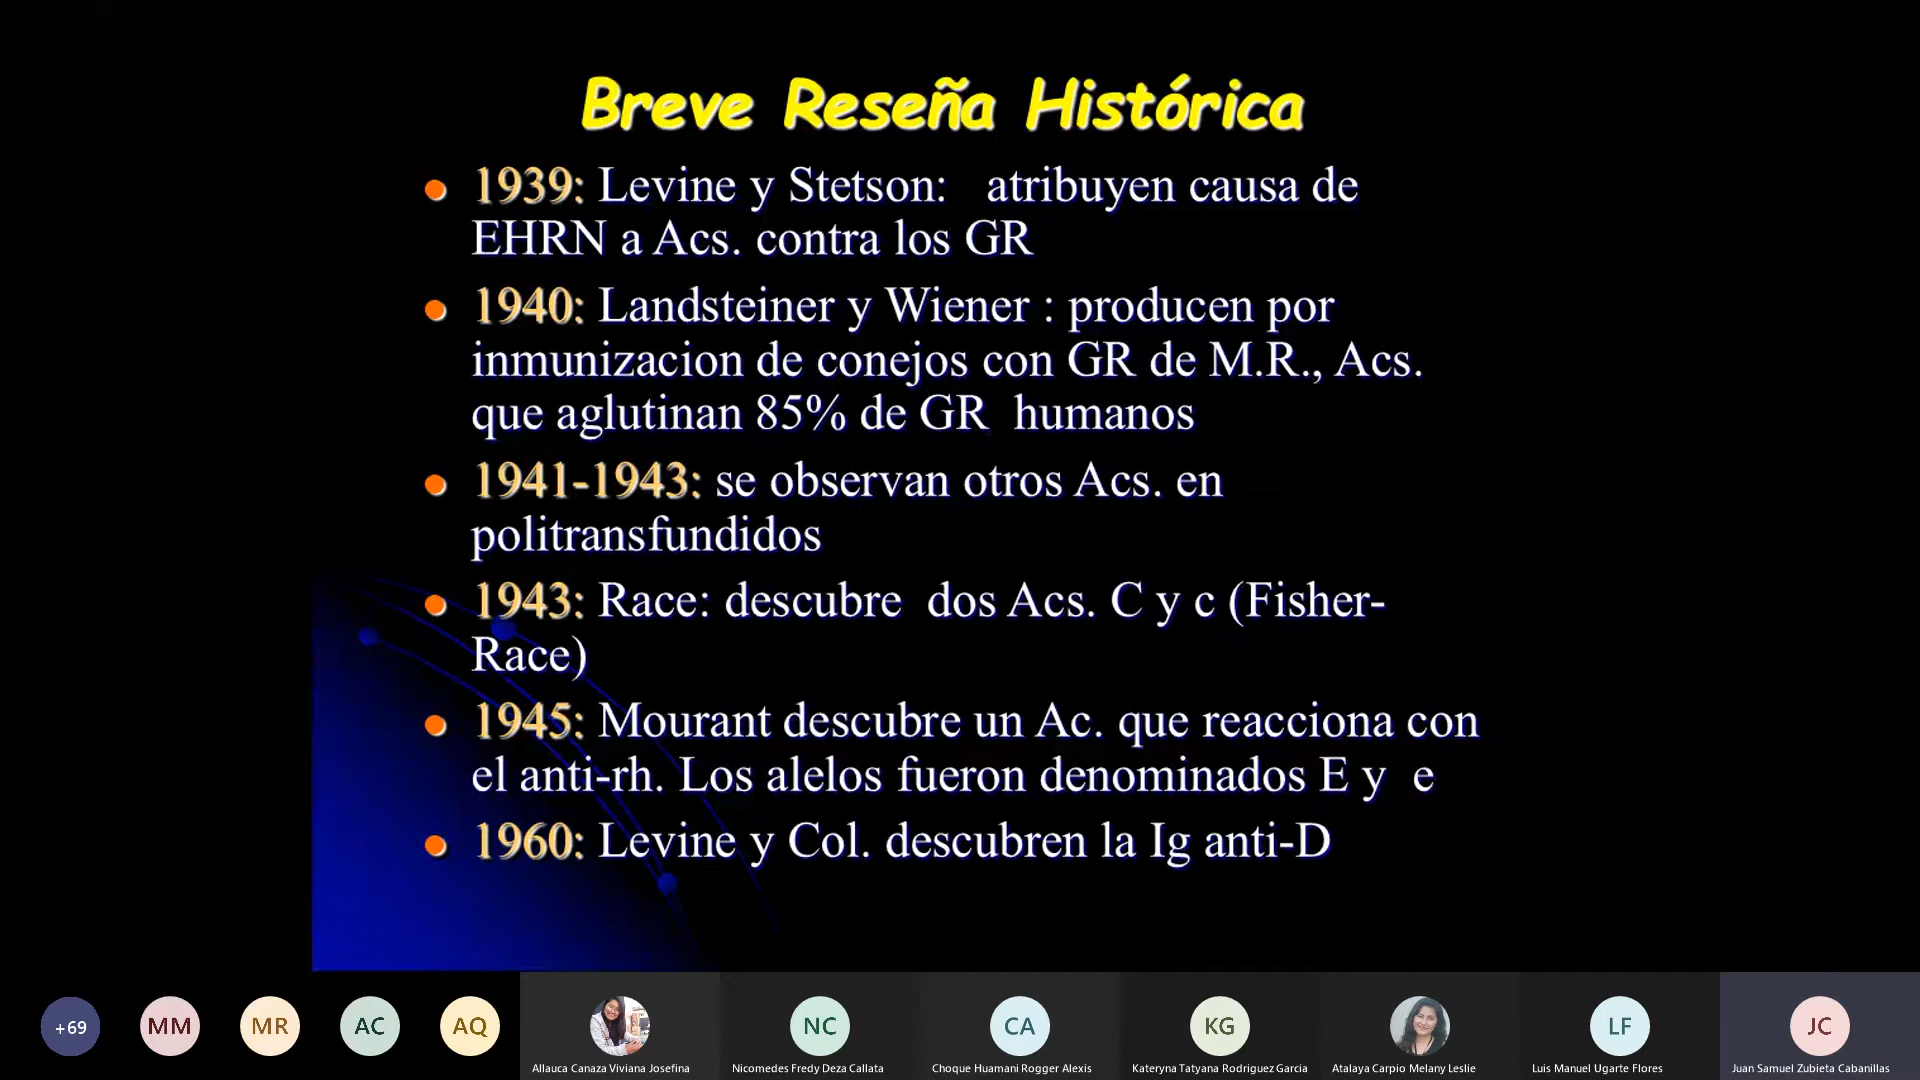 Breve Reseña Histórica
• 1939: Levine y Stetson: atribuyen causa de
EHRN a Acs. contra los GR
• 1940: Landsteiner y Wiener : producen por
inmunizacion de conejos con GR de M.R., Acs.
que aglutinan 85% de GR humanos
• 1941-1943: se observan otros Acs. en
politransfundidos
• 1943: Race: descubre dos Acs. C y c (Fisher-
Race)
• 1945: Mourant descubre un Ac. que reacciona con
el anti-rh. Los alelos fueron denominados E y e
• 1960: Levine y Col. descubren la Ig anti-D
+69 MM MR AC AQ NC CA KG LF JC
Allauca Canaza Viviana Josefina Nicomedes Fredy Deza Callata Choque Huamani Rogger Alexis Kateryna Tatyana Rodriguez Garcia Atalaya Carpio Melany Leslie Luis Manuel Ugarte Flores Juan Samuel Zubieta Cabanillas